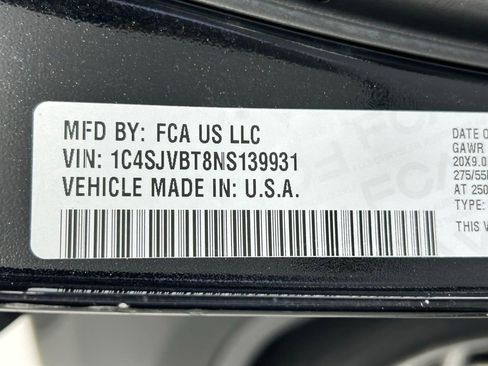 MFD BY: FCA US LLC
VIN: 1C4SJVBT8NS139931
VEHICLE MADE IN: U.S.A.
DATE O
GAWR
20X9.0
275/55
AT 250
TYPE:
THIS V